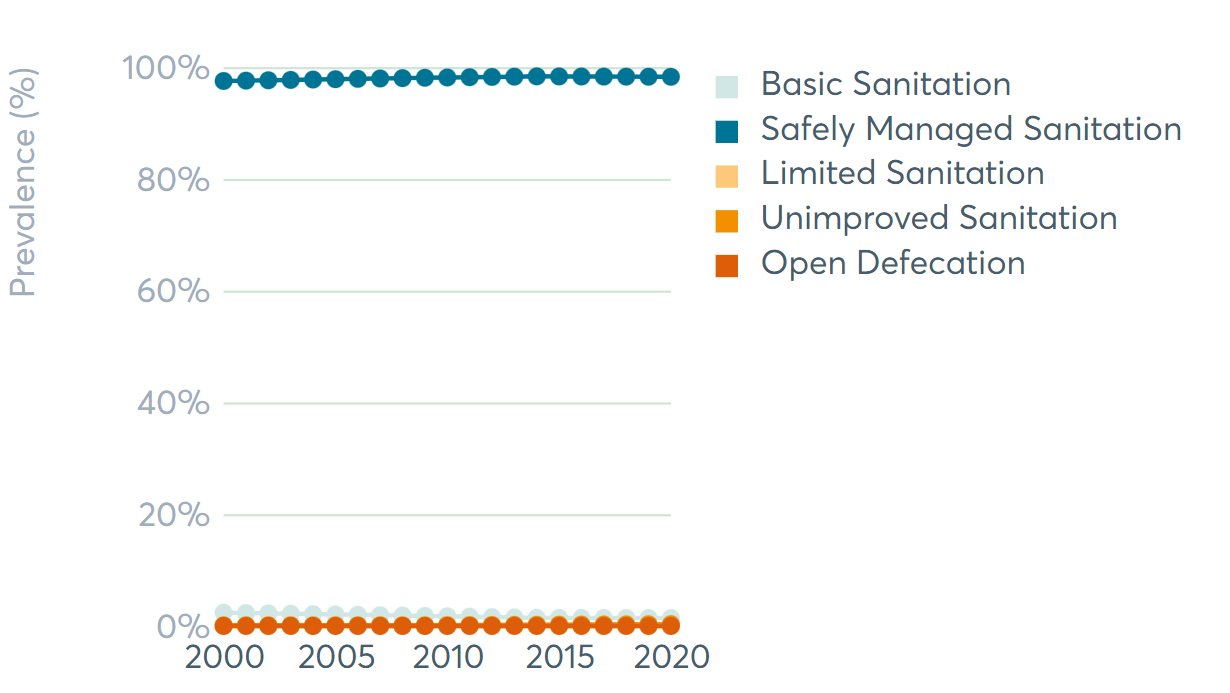 Prevalence (%)
100%
80%
60%
40%
20%
0%
2000 2005 2010 2015 2020
Basic Sanitation
Safely Managed Sanitation
Limited Sanitation
Unimproved Sanitation
Open Defecation